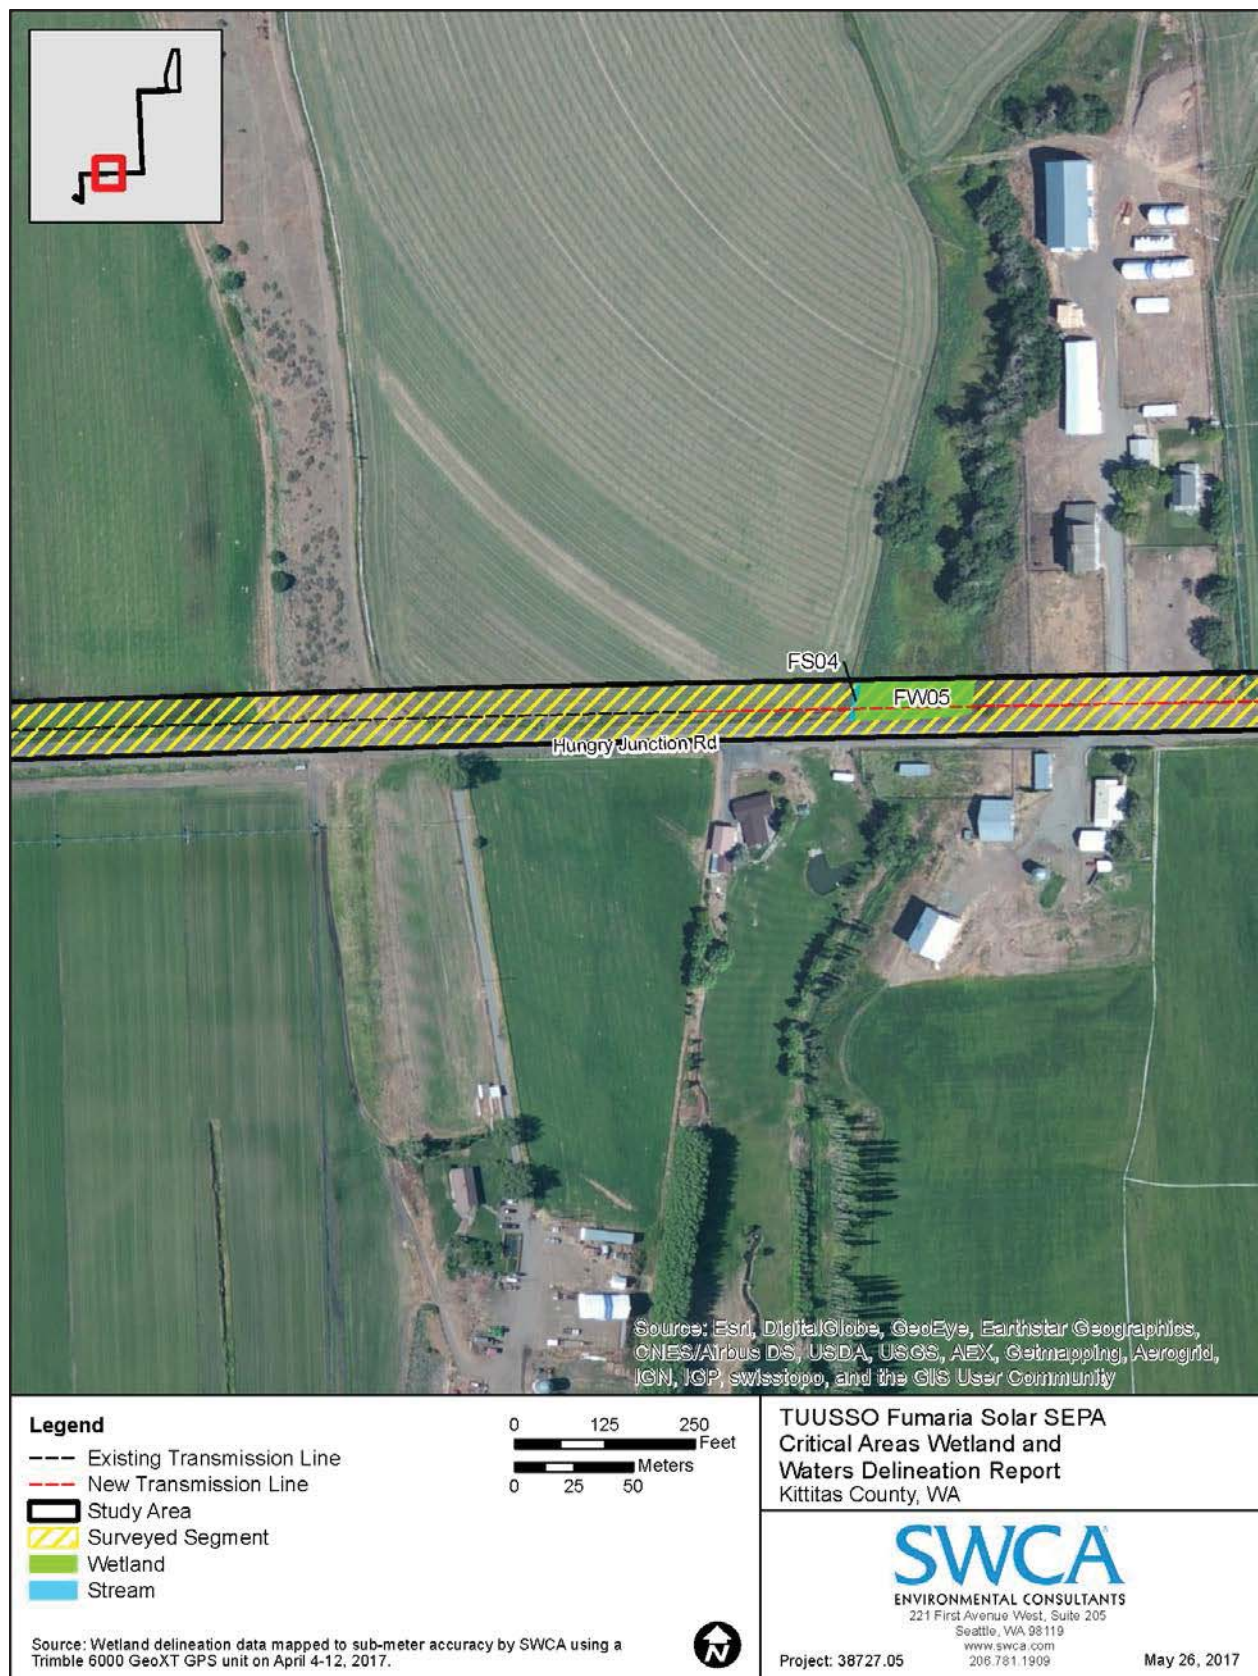 FS04
FW05
Hungry Junction Rd
Source: Esri, DigitalGlobe, GeoEye, Earthstar Geographics,
CNES/Airbus DS, USDA, USGS, AEX, Getmapping, Aerogrid,
IGN, IGP, swisstopo, and the GIS User Community
Legend
Existing Transmission Line
New Transmission Line
Study Area
Surveyed Segment
Wetland
Stream
0 125 250
Feet
Meters
0 25 50
Source: Wetland delineation data mapped to sub-meter accuracy by SWCA using a
Trimble 6000 GeoXT GPS unit on April 4-12, 2017.
N
TUUSSO Fumaria Solar SEPA
Critical Areas Wetland and
Waters Delineation Report
Kittitas County, WA
SWCA
ENVIRONMENTAL CONSULTANTS
221 First Avenue West, Suite 205
Seattle, WA 98119
www.swca.com
206.781.1909
Project: 38727.05
May 26, 2017